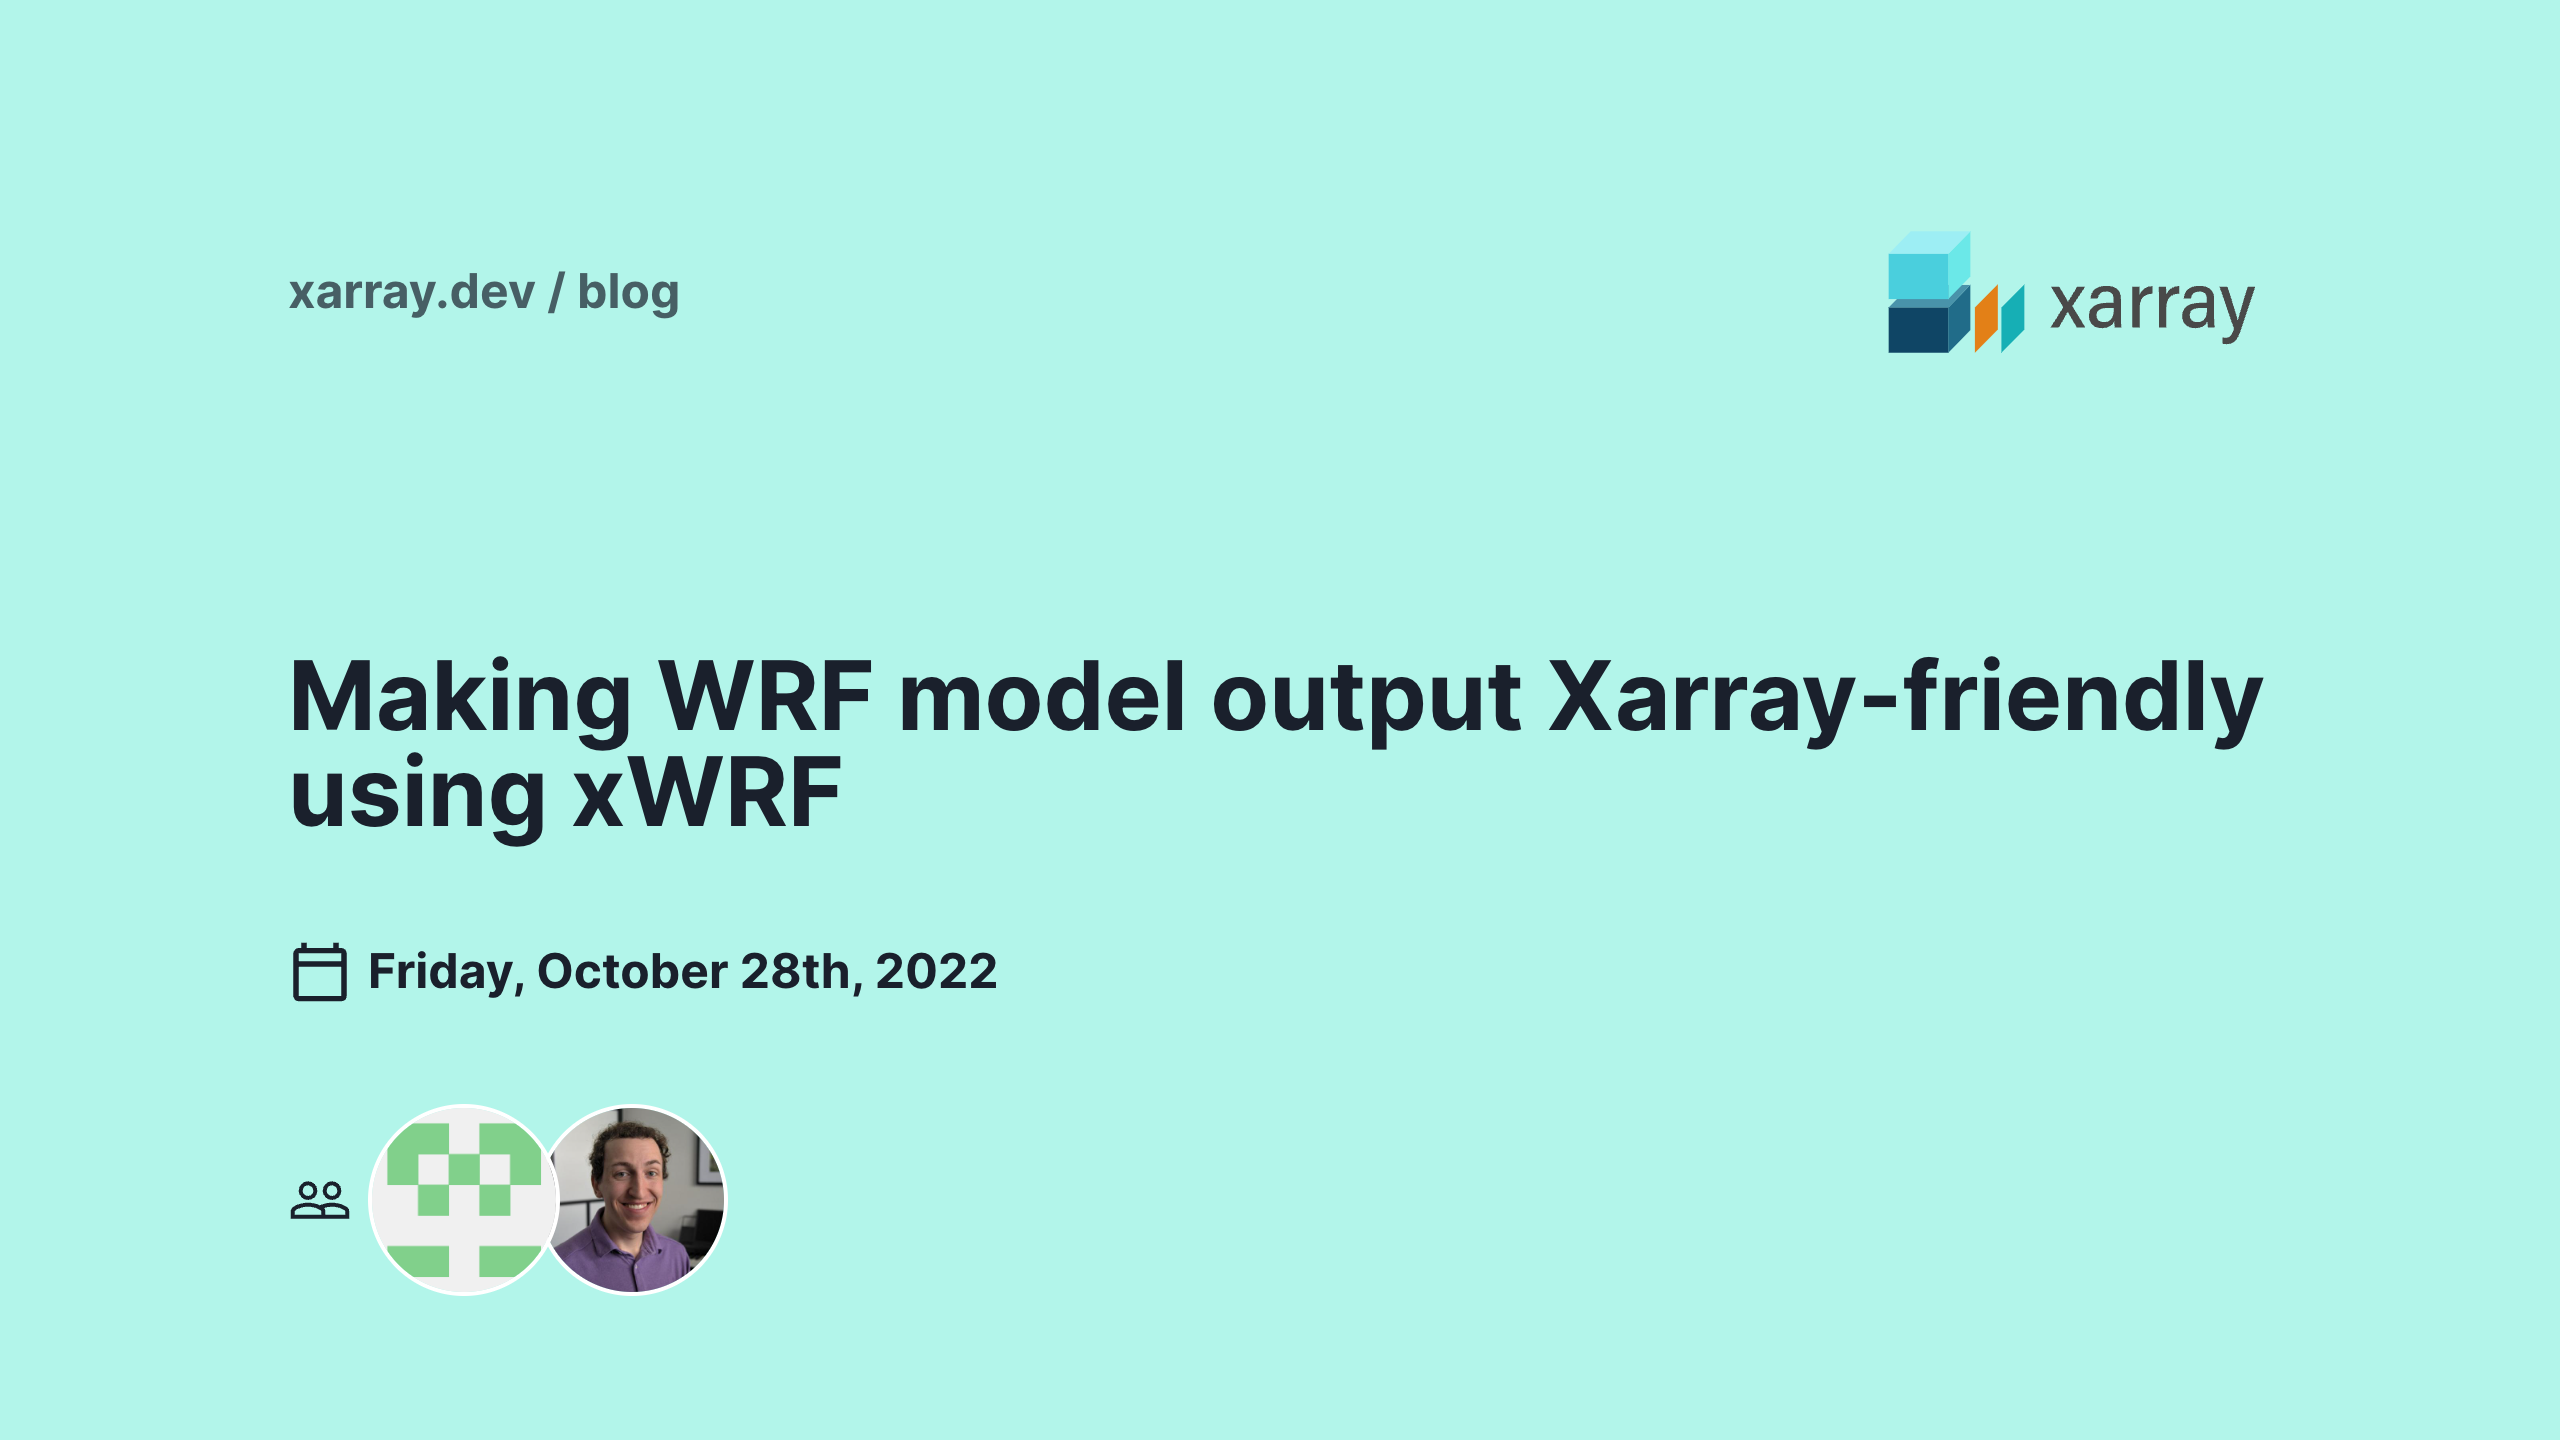 xarray.dev / blog
xarray
Making WRF model output Xarray-friendly
using xWRF
Friday, October 28th, 2022